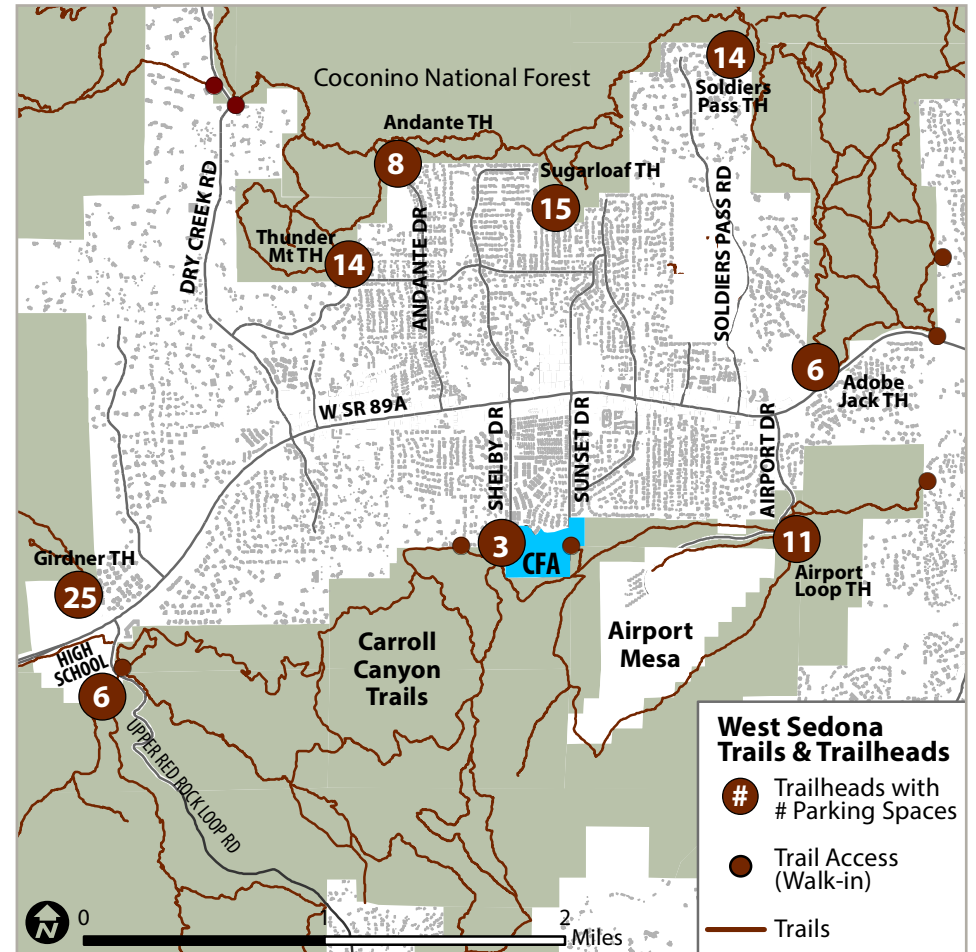 14
Coconino National Forest
Soldiers
Pass TH
Andante TH
8
Sugarloaf TH
15
DRY CREEK RD
ANDANTE DR
SOLDIERS PASS RD
Thunder
Mt TH
14
6
Adobe
Jack TH
W SR 89A
SHELBY DR
SUNSET DR
AIRPORT DR
3
CFA
11
Airport
Loop TH
Girdner TH
25
Carroll
Canyon
Trails
Airport
Mesa
HIGH
SCHOOL
6
UPPER RED ROCK LOOP RD
West Sedona
Trails & Trailheads
#
Trailheads with
# Parking Spaces
Trail Access
(Walk-in)
Trails
N
0
1
2
Miles